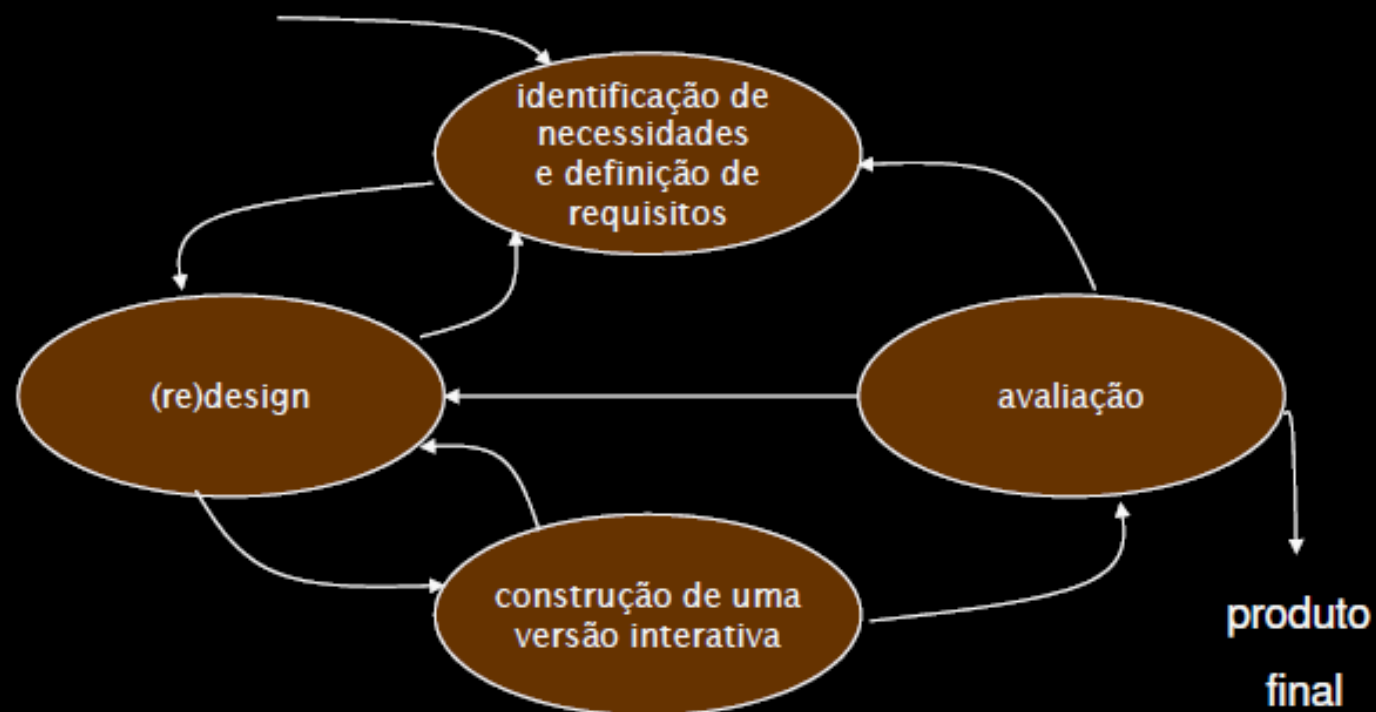 identificação de
necessidades
e definição de
requisitos
(re)design
avaliação
construção de uma
versão interativa
produto
final